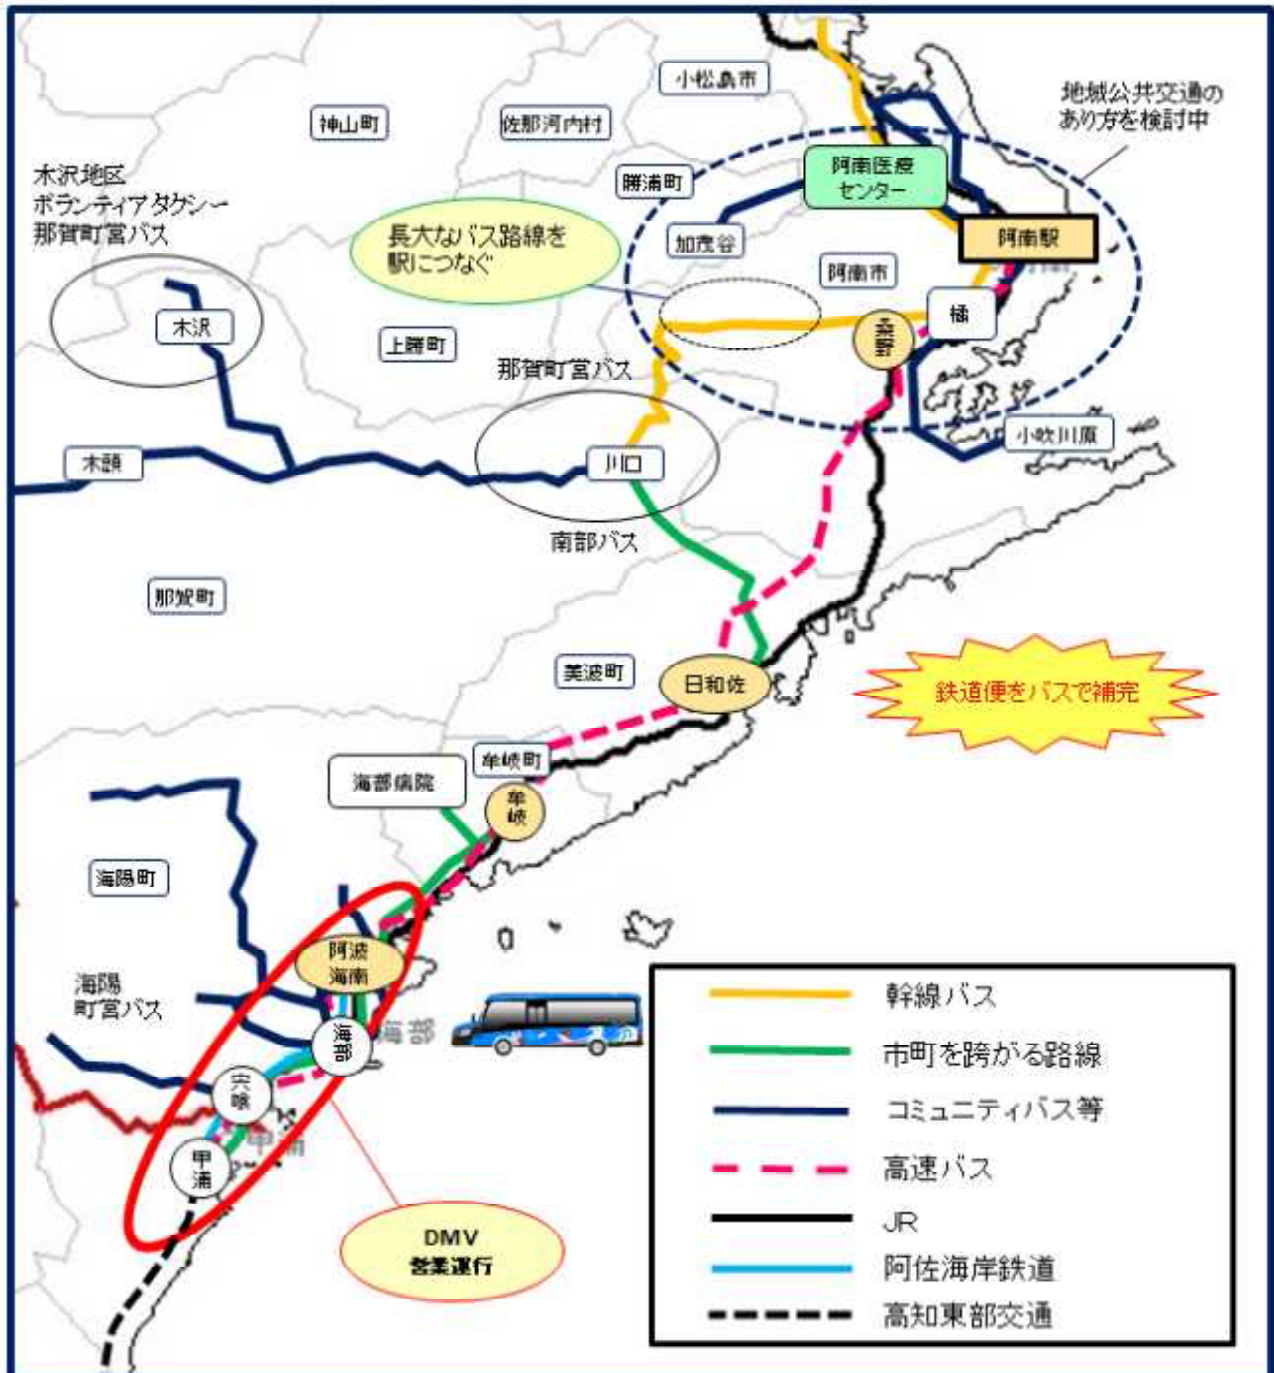 小松島市
神山町
佐那河内村
地域公共交通の
あり方を検討中
木沢地区
ボランティアタクシー
那賀町営バス
勝浦町
阿南医療
センター
長大なバス路線を
駅につなぐ
加茂谷
阿南駅
阿南市
木沢
橘
桑野
上勝町
那賀町営バス
小吹川原
木頭
川口
南部バス
那賀町
美波町
日和佐
鉄道便をバスで補完
牟岐町
海部病院
牟岐
海陽町
阿波
海南
海陽
町営バス
海部
海部
宍喰
甲浦
甲浦
DMV
営業運行
幹線バス
市町を跨がる路線
コミュニティバス等
高速バス
JR
阿佐海岸鉄道
高知東部交通